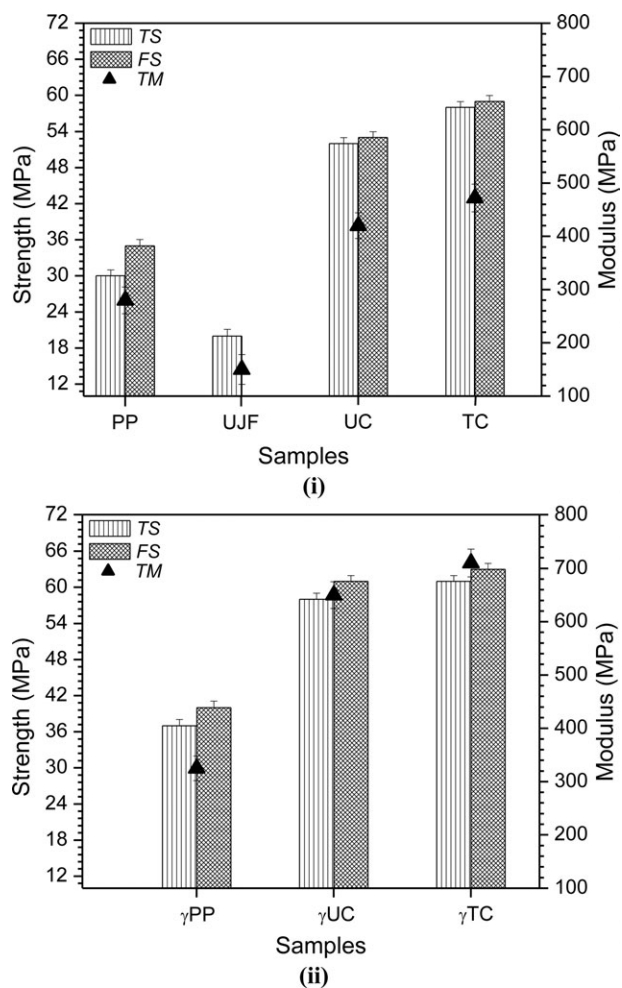 72
66
60
54
48
42
36
30
24
18
12
Strength (MPa)
TS
FS
TM
800
700
600
500
400
300
200
100
Modulus (MPa)
PP UJF UC TC
Samples
(i)
72
66
60
54
48
42
36
30
24
18
12
Strength (MPa)
TS
FS
TM
800
700
600
500
400
300
200
100
Modulus (MPa)
γPP γUC γTC
Samples
(ii)